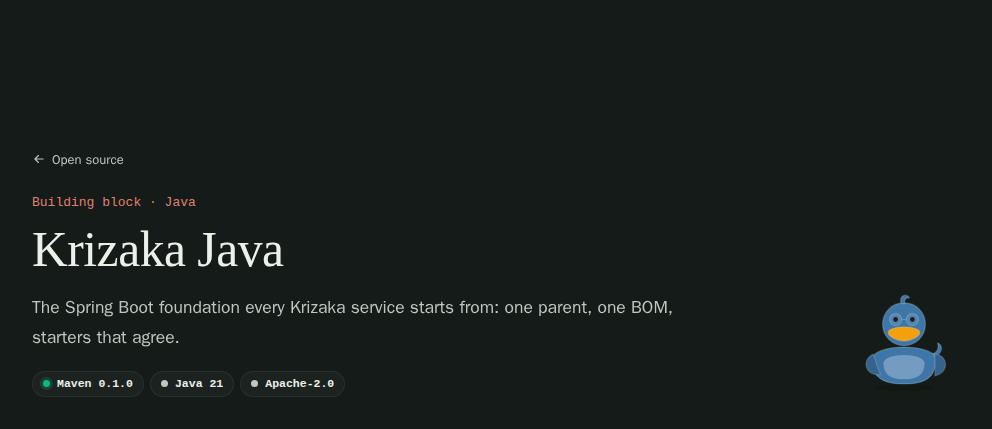 ← Open source
Building block · Java
Krizaka Java
The Spring Boot foundation every Krizaka service starts from: one parent, one BOM,
starters that agree.
Maven 0.1.0 Java 21 Apache-2.0